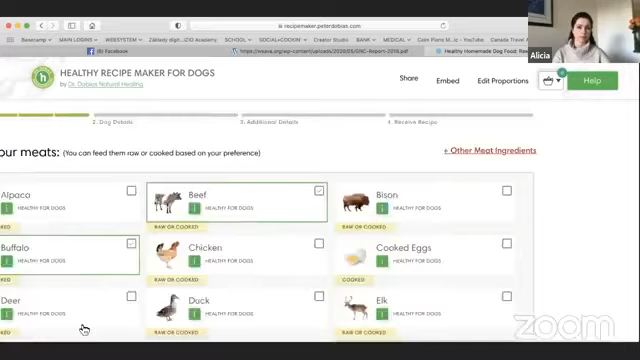 recipemaker.peterdobias.com
Basecamp MAIN LOGINS WEBSYSTEM SCHOOL COACHING Creator Studio BANK MEDICAL YouTube
Facebook
Healthy Homemade Dog Food: Raw
Alicia
HEALTHY RECIPE MAKER FOR DOGS
by Dr. Dobias Natural Healing
Share
Embed
Edit Proportions
Help
2. Dog Details
3. Additional Details
4. Receive Recipe
our meats: (You can feed them raw or cooked based on your preference)
+ Other Meat Ingredients
Alpaca
HEALTHY FOR DOGS
Beef
HEALTHY FOR DOGS
RAW OR COOKED
Bison
HEALTHY FOR DOGS
RAW OR COOKED
Buffalo
HEALTHY FOR DOGS
Chicken
HEALTHY FOR DOGS
RAW OR COOKED
Cooked Eggs
HEALTHY FOR DOGS
COOKED
Deer
HEALTHY FOR DOGS
Duck
HEALTHY FOR DOGS
RAW OR COOKED
Elk
HEALTHY FOR DOGS
RAW OR COOKED
zoom